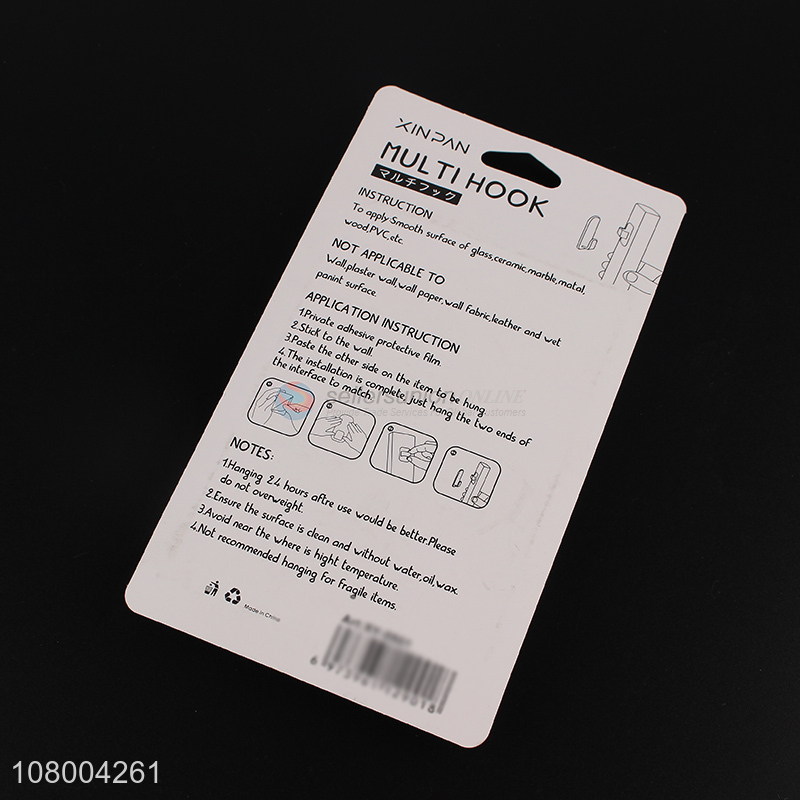 XINPAN
MULTI HOOK
マルチフック
INSTRUCTION
To apply:Smooth surface of glass,ceramic,marble,matal,
wood,PVC,etc.
NOT APPLICABLE TO
Wall,plaster wall,wall paper,wall fabric,leather and wet
panint surface.
APPLICATION INSTRUCTION
1.Private adhesive protective film.
2.Stick to the wall.
3.Paste the other side on the item to be hung.
4.The installation is complete,just hang the two ends of
the interface to match.
sellersunion ONLINE
NOTES:
1.Hanging 24 hours aftre use would be better.Please
do not overweight.
2.Ensure the surface is clean and without water,oil,wax.
3.Avoid near the where is hight temperature.
4.Not recommended hanging for fragile items.
Made in China
108004261